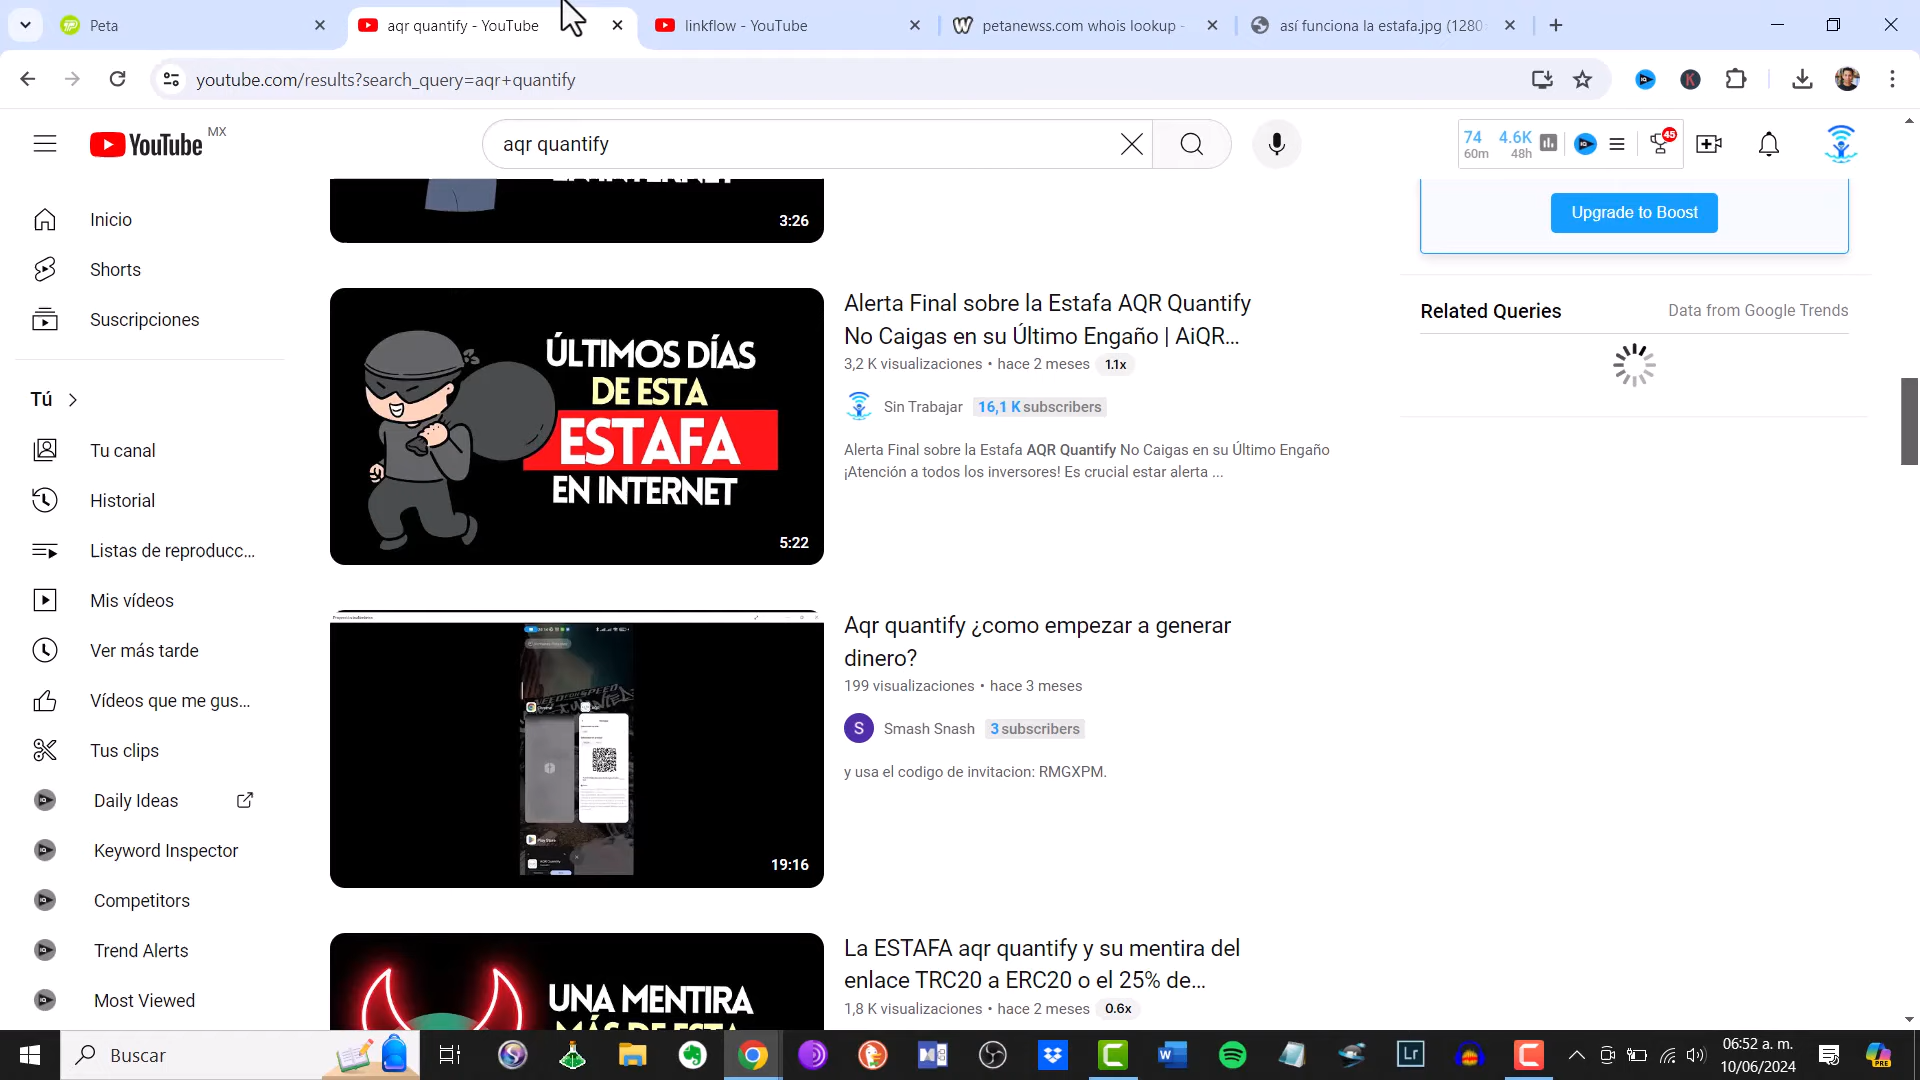 Peta
aqr quantify - YouTube
linkflow - YouTube
petanewss.com whois lookup -
así funciona la estafa.jpg (1280
youtube.com/results?search_query=aqr+quantify
YouTube MX
aqr quantify
74 60m
4.6K 48h
45
Inicio
Shorts
Suscripciones
Tú
Tu canal
Historial
Listas de reproducc...
Mis vídeos
Ver más tarde
Vídeos que me gus...
Tus clips
Daily Ideas
Keyword Inspector
Competitors
Trend Alerts
Most Viewed
3:26
ÚLTIMOS DÍAS
DE ESTA
ESTAFA
EN INTERNET
5:22
Alerta Final sobre la Estafa AQR Quantify
No Caigas en su Último Engaño | AiQR...
3,2 K visualizaciones • hace 2 meses 1.1x
Sin Trabajar 16,1 K subscribers
Alerta Final sobre la Estafa AQR Quantify No Caigas en su Último Engaño
¡Atención a todos los inversores! Es crucial estar alerta ...
19:16
Aqr quantify ¿como empezar a generar
dinero?
199 visualizaciones • hace 3 meses
S Smash Snash 3 subscribers
y usa el codigo de invitacion: RMGXPM.
UNA MENTIRA
MÁS DE ESTA
La ESTAFA aqr quantify y su mentira del
enlace TRC20 a ERC20 o el 25% de...
1,8 K visualizaciones • hace 2 meses 0.6x
Upgrade to Boost
Related Queries
Data from Google Trends
Buscar
Lr
06:52 a. m.
10/06/2024